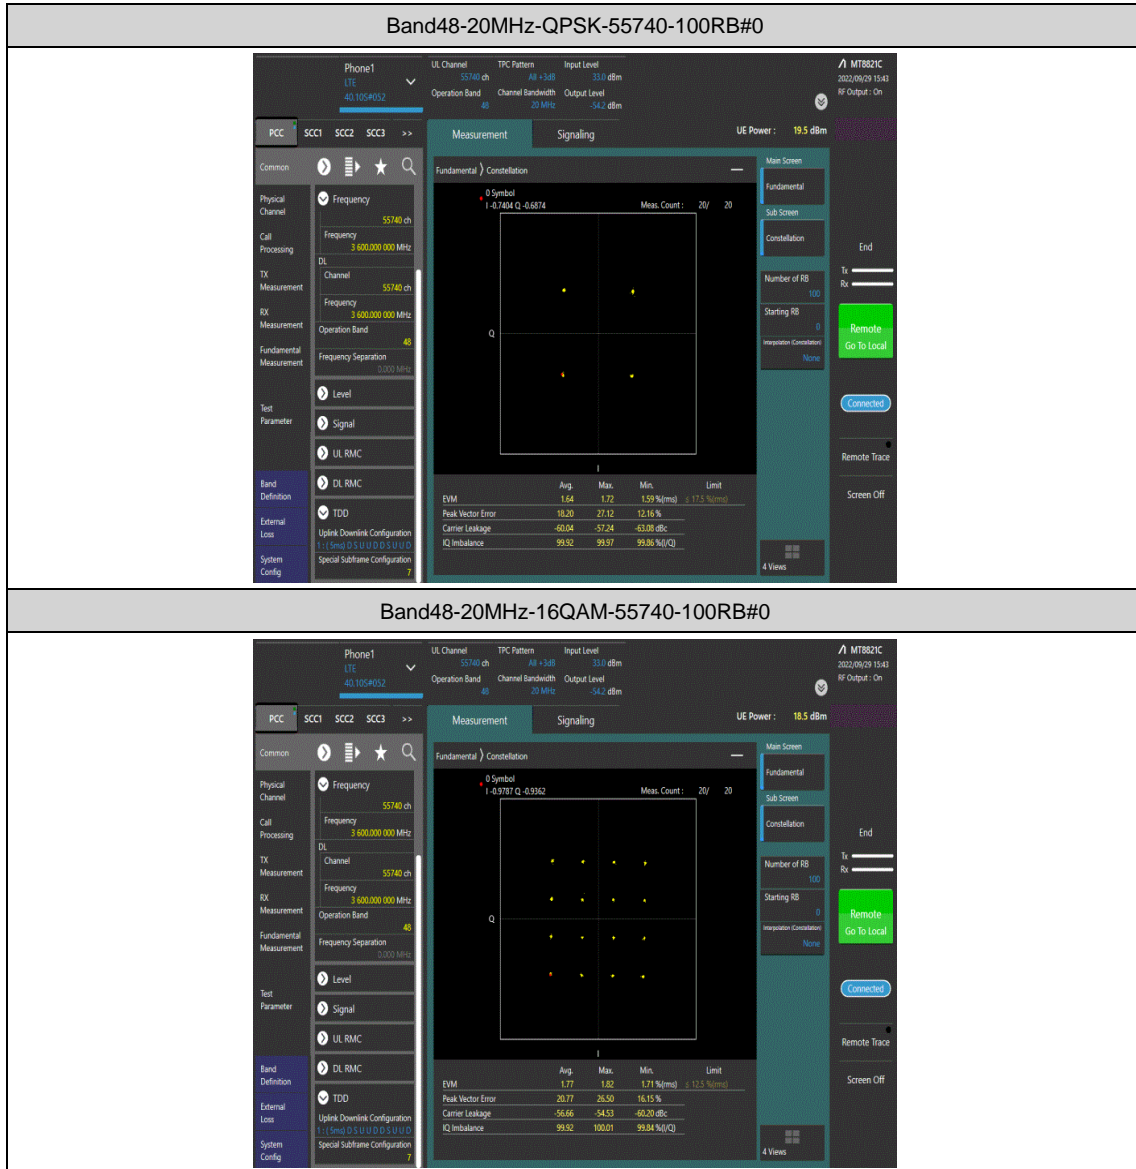 Band48-20MHz-QPSK-55740-100RB#0
Phone1
LTE
40.105#052
UL Channel TPC Pattern Input Level
55740 ch All +3dB 33.0 dBm
Operation Band Channel Bandwidth Output Level
48 20 MHz -54.2 dBm
MT8821C
2022/09/29 15:43
RF Output : On
PCC SCC1 SCC2 SCC3 >>
Measurement Signaling
UE Power : 19.5 dBm
Common
Physical Channel
Call Processing
TX Measurement
RX Measurement
Fundamental Measurement
Test Parameter
Band Definition
External Loss
System Config
Frequency
55740 ch
Frequency
3 600.000 000 MHz
DL
Channel
55740 ch
Frequency
3 600.000 000 MHz
Operation Band
48
Frequency Separation
0.000 MHz
Level
Signal
UL RMC
DL RMC
TDD
Uplink Downlink Configuration
1 : (5ms) D S U U D D S U U D
Special Subframe Configuration
7
Fundamental 〉 Constellation
0 Symbol
I -0.7404 Q -0.6874 Meas. Count : 20/ 20
Q
I
Avg. Max. Min. Limit
EVM 1.64 1.72 1.59 %(rms) ≤ 17.5 %(rms)
Peak Vector Error 18.20 27.12 12.16 %
Carrier Leakage -60.04 -57.24 -63.08 dBc
IQ Imbalance 99.92 99.97 99.86 %(I/Q)
Main Screen
Fundamental
Sub Screen
Constellation
Number of RB
100
Starting RB
0
Interpolation (Constellation)
None
4 Views
End
Tx
Rx
Remote
Go To Local
Connected
Remote Trace
Screen Off
Band48-20MHz-16QAM-55740-100RB#0
Phone1
LTE
40.105#052
UL Channel TPC Pattern Input Level
55740 ch All +3dB 33.0 dBm
Operation Band Channel Bandwidth Output Level
48 20 MHz -54.2 dBm
MT8821C
2022/09/29 15:43
RF Output : On
PCC SCC1 SCC2 SCC3 >>
Measurement Signaling
UE Power : 18.5 dBm
Common
Physical Channel
Call Processing
TX Measurement
RX Measurement
Fundamental Measurement
Test Parameter
Band Definition
External Loss
System Config
Frequency
55740 ch
Frequency
3 600.000 000 MHz
DL
Channel
55740 ch
Frequency
3 600.000 000 MHz
Operation Band
48
Frequency Separation
0.000 MHz
Level
Signal
UL RMC
DL RMC
TDD
Uplink Downlink Configuration
1 : (5ms) D S U U D D S U U D
Special Subframe Configuration
7
Fundamental 〉 Constellation
0 Symbol
I -0.9787 Q -0.9362 Meas. Count : 20/ 20
Q
I
Avg. Max. Min. Limit
EVM 1.77 1.82 1.71 %(rms) ≤ 12.5 %(rms)
Peak Vector Error 20.77 26.50 16.15 %
Carrier Leakage -56.66 -54.53 -60.20 dBc
IQ Imbalance 99.92 100.01 99.84 %(I/Q)
Main Screen
Fundamental
Sub Screen
Constellation
Number of RB
100
Starting RB
0
Interpolation (Constellation)
None
4 Views
End
Tx
Rx
Remote
Go To Local
Connected
Remote Trace
Screen Off